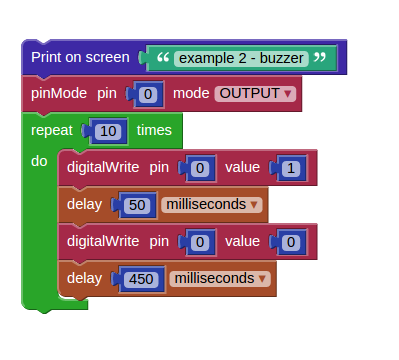 Print on screen “ example 2 - buzzer ”
pinMode pin 0 mode OUTPUT ▾
repeat 10 times
do digitalWrite pin 0 value 1
delay 50 milliseconds ▾
digitalWrite pin 0 value 0
delay 450 milliseconds ▾